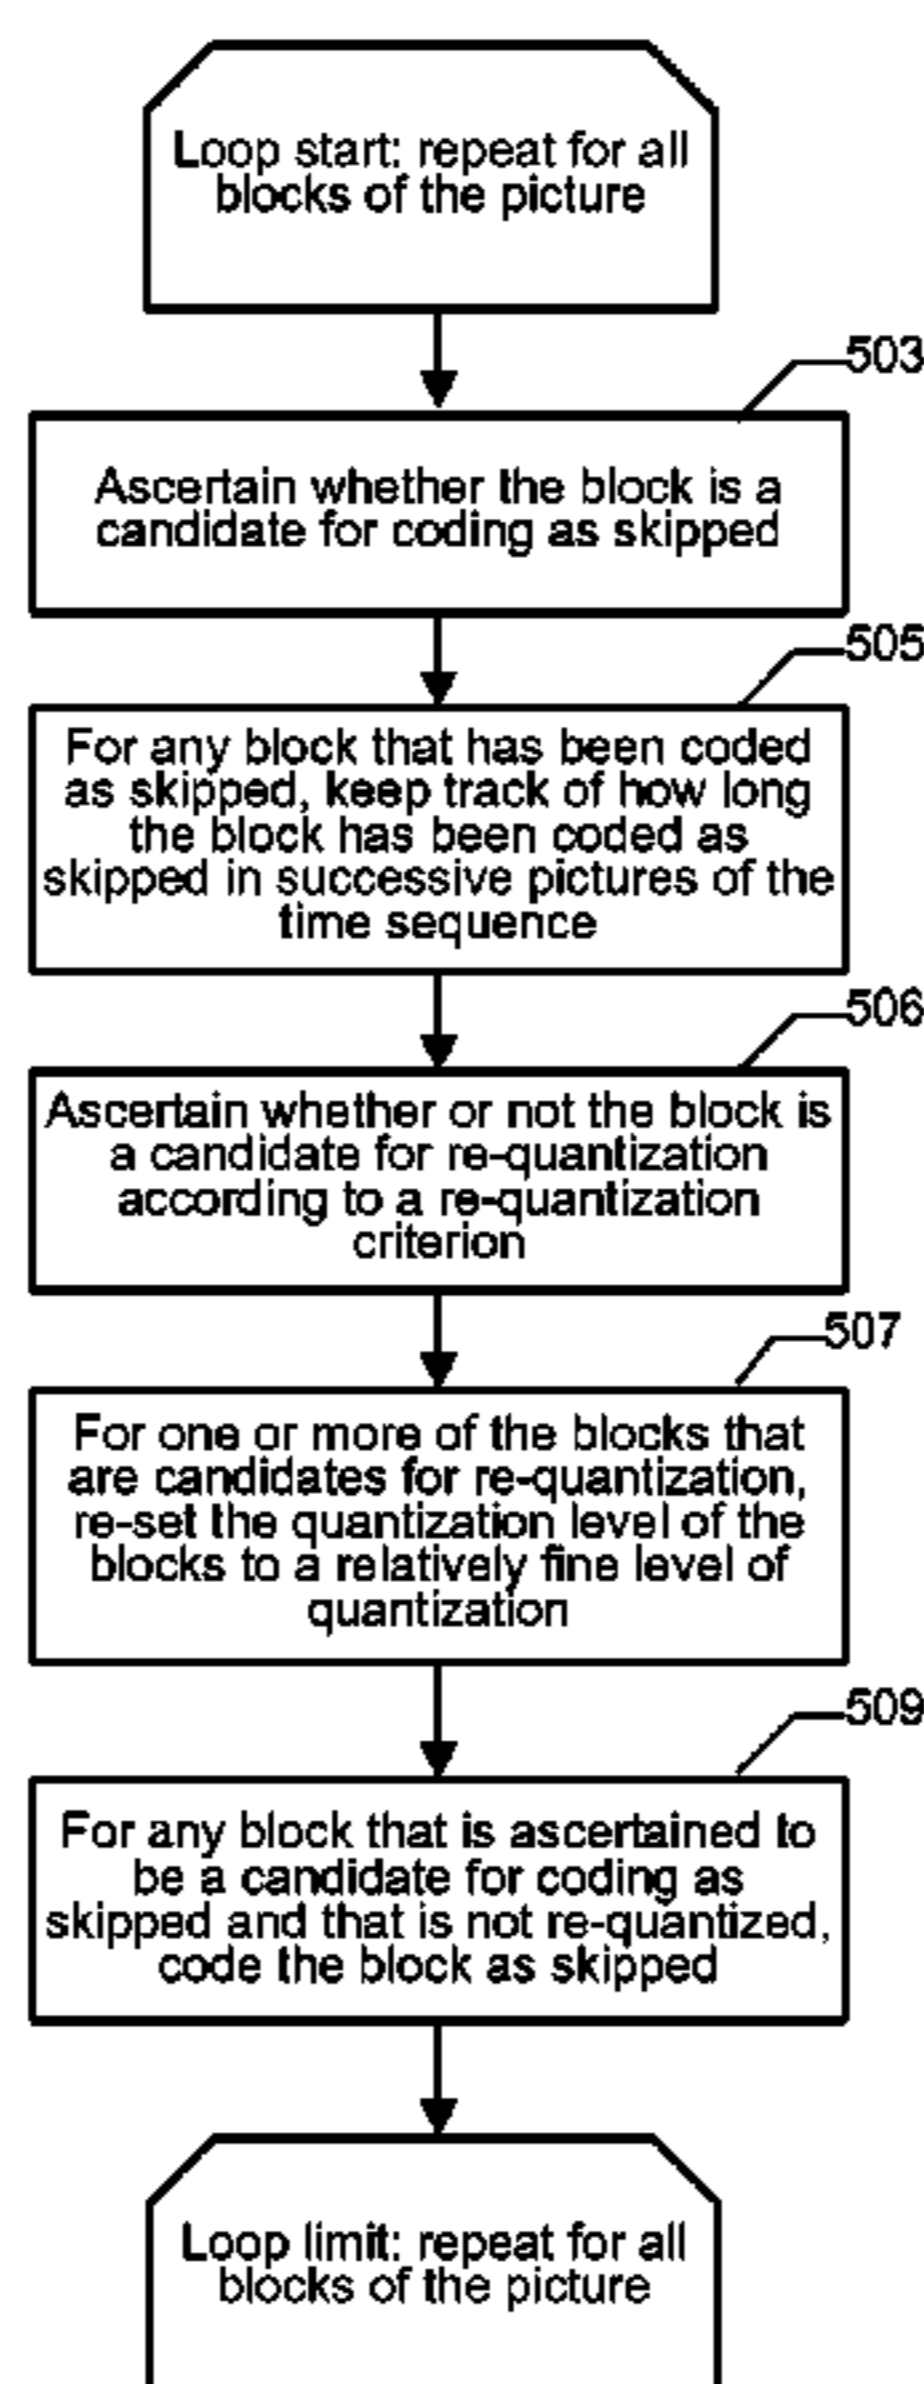 Loop start: repeat for all
blocks of the picture
503
Ascertain whether the block is a
candidate for coding as skipped
505
For any block that has been coded
as skipped, keep track of how long
the block has been coded as
skipped in successive pictures of the
time sequence
506
Ascertain whether or not the block is
a candidate for re-quantization
according to a re-quantization
criterion
507
For one or more of the blocks that
are candidates for re-quantization,
re-set the quantization level of the
blocks to a relatively fine level of
quantization
509
For any block that is ascertained to
be a candidate for coding as
skipped and that is not re-quantized,
code the block as skipped
Loop limit: repeat for all
blocks of the picture